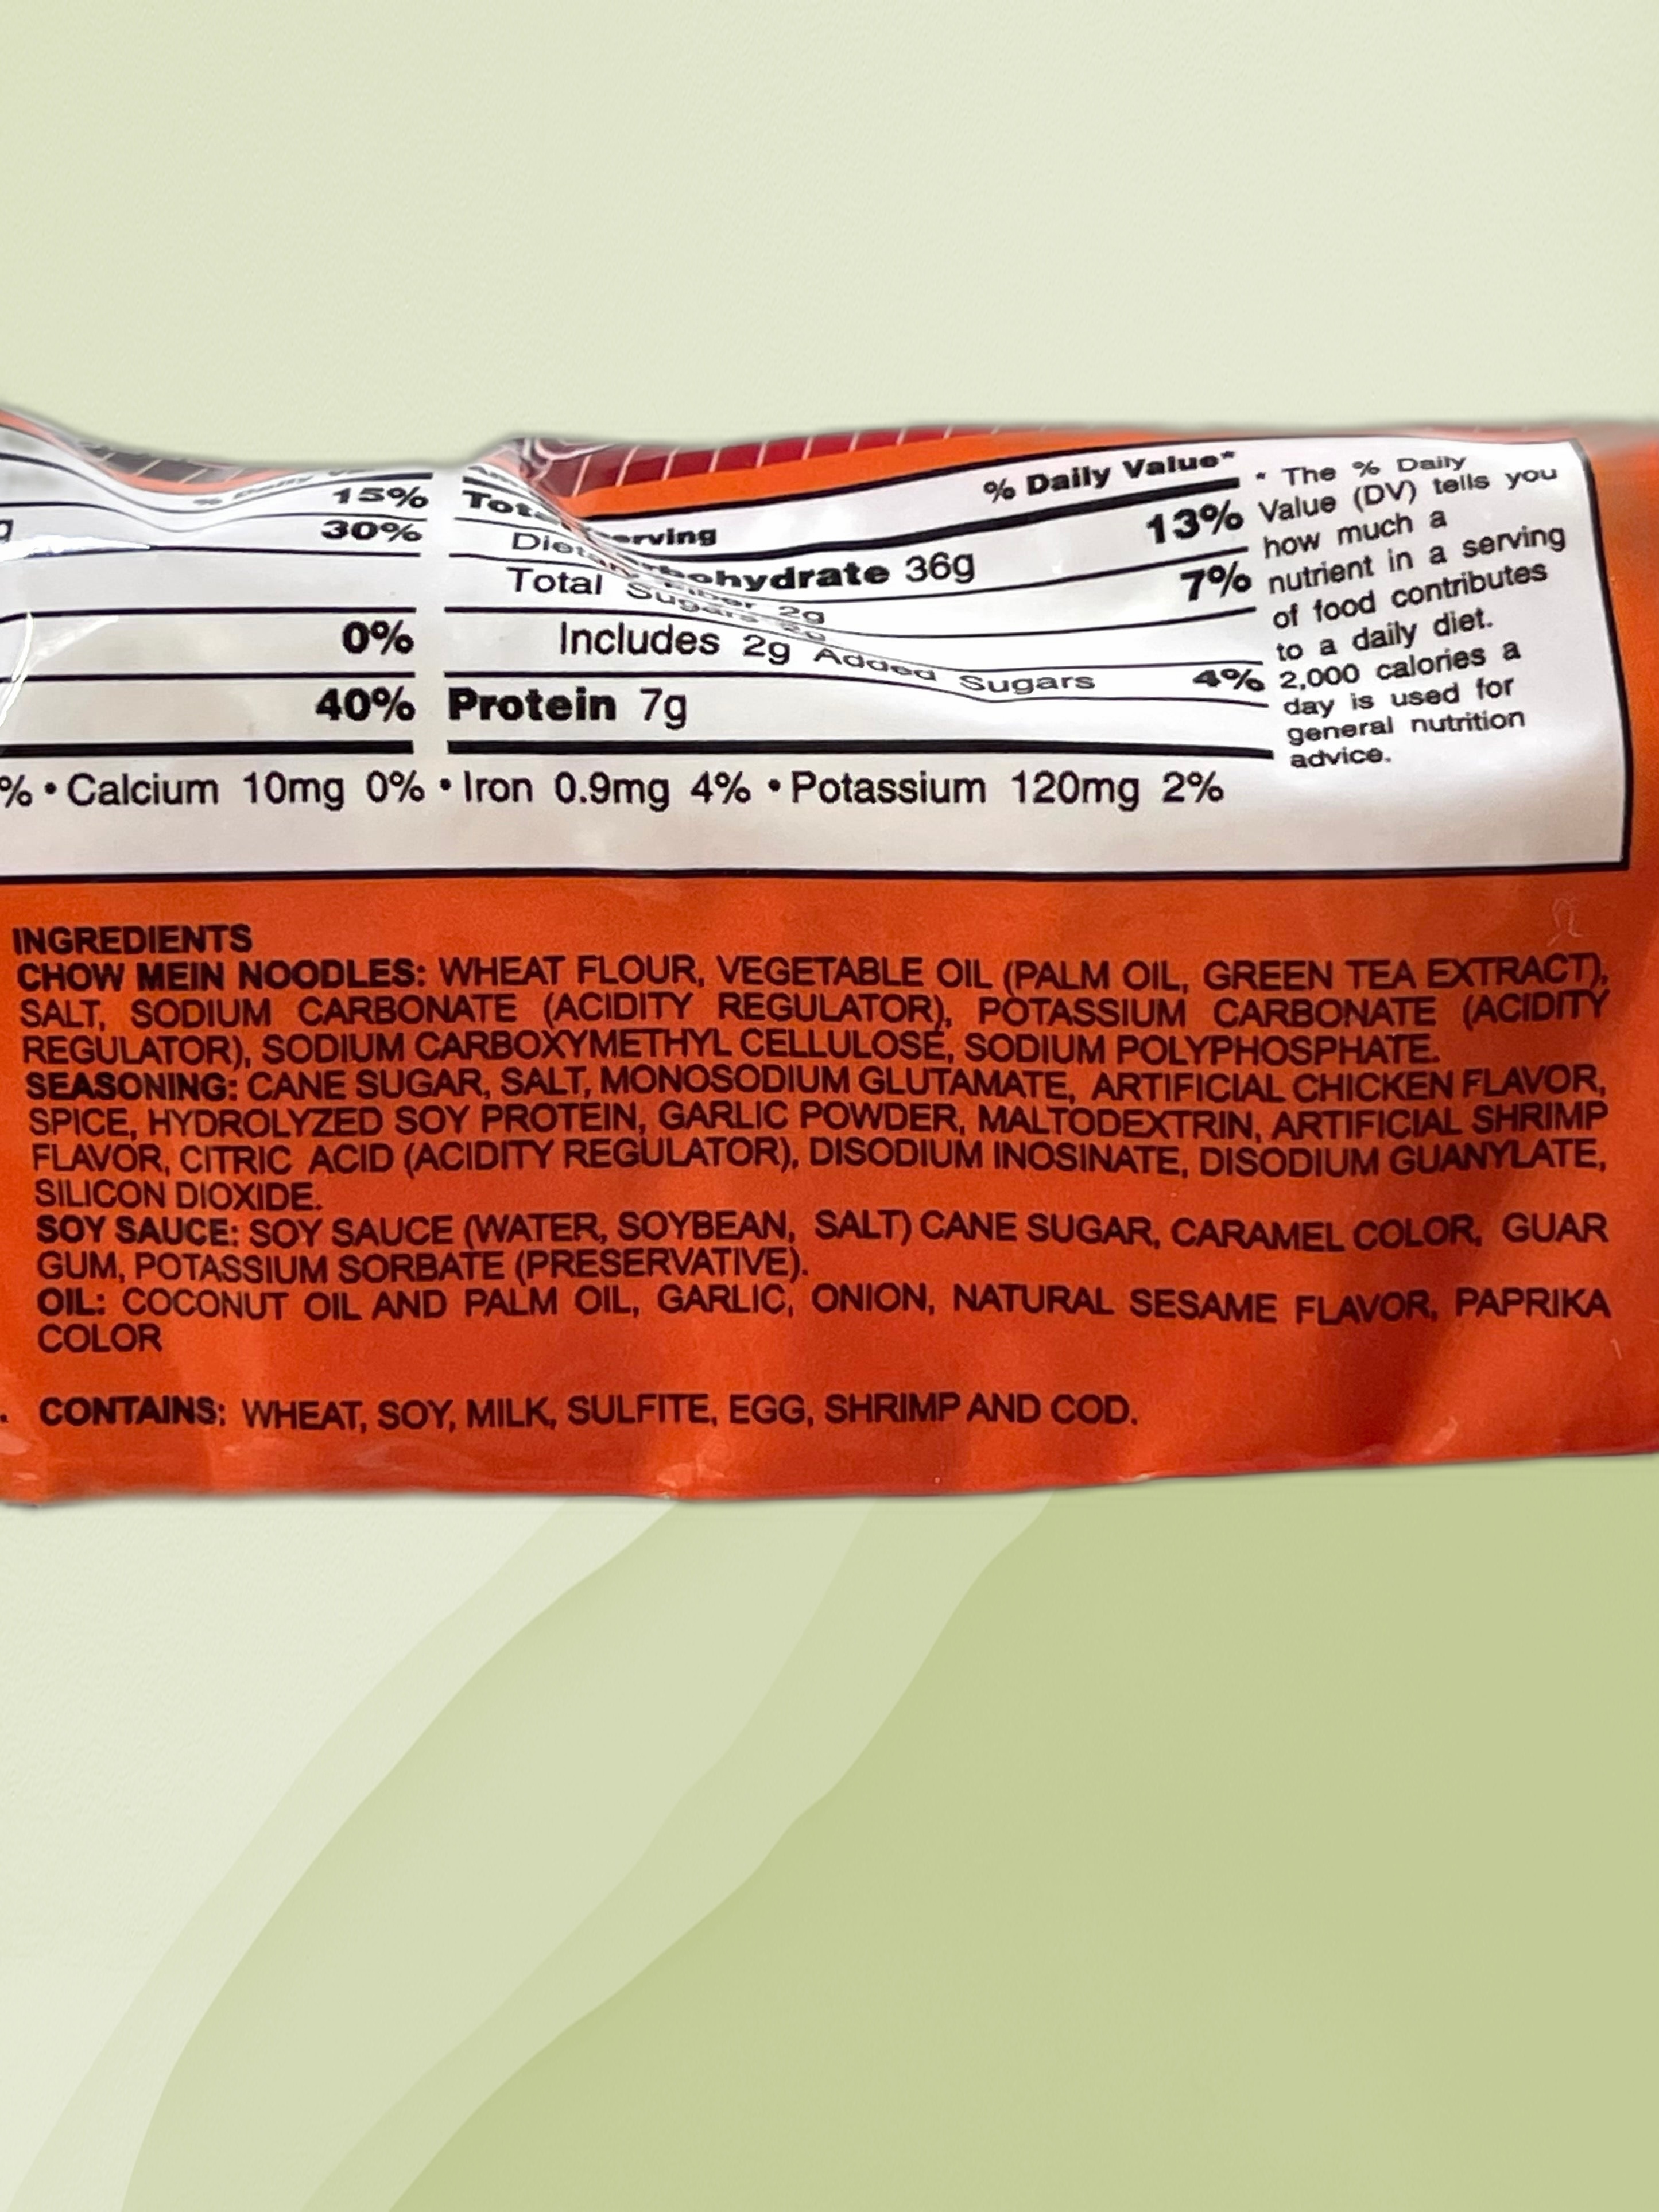 % Daily Value*
15%
30%
0%
40%
erving
hydrate 36g 13%
2g 7%
Total Sugars 2g
Includes 2g Added Sugars 4%
Protein 7g
% • Calcium 10mg 0% • Iron 0.9mg 4% • Potassium 120mg 2%
* The % Daily
Value (DV) tells you
how much a
nutrient in a serving
of food contributes
to a daily diet.
2,000 calories a
day is used for
general nutrition
advice.
INGREDIENTS
CHOW MEIN NOODLES: WHEAT FLOUR, VEGETABLE OIL (PALM OIL, GREEN TEA EXTRACT),
SALT, SODIUM CARBONATE (ACIDITY REGULATOR), POTASSIUM CARBONATE (ACIDITY
REGULATOR), SODIUM CARBOXYMETHYL CELLULOSE, SODIUM POLYPHOSPHATE.
SEASONING: CANE SUGAR, SALT, MONOSODIUM GLUTAMATE, ARTIFICIAL CHICKEN FLAVOR,
SPICE, HYDROLYZED SOY PROTEIN, GARLIC POWDER, MALTODEXTRIN, ARTIFICIAL SHRIMP
FLAVOR, CITRIC ACID (ACIDITY REGULATOR), DISODIUM INOSINATE, DISODIUM GUANYLATE,
SILICON DIOXIDE.
SOY SAUCE: SOY SAUCE (WATER, SOYBEAN, SALT) CANE SUGAR, CARAMEL COLOR, GUAR
GUM, POTASSIUM SORBATE (PRESERVATIVE).
OIL: COCONUT OIL AND PALM OIL, GARLIC, ONION, NATURAL SESAME FLAVOR, PAPRIKA
COLOR
CONTAINS: WHEAT, SOY, MILK, SULFITE, EGG, SHRIMP AND COD.